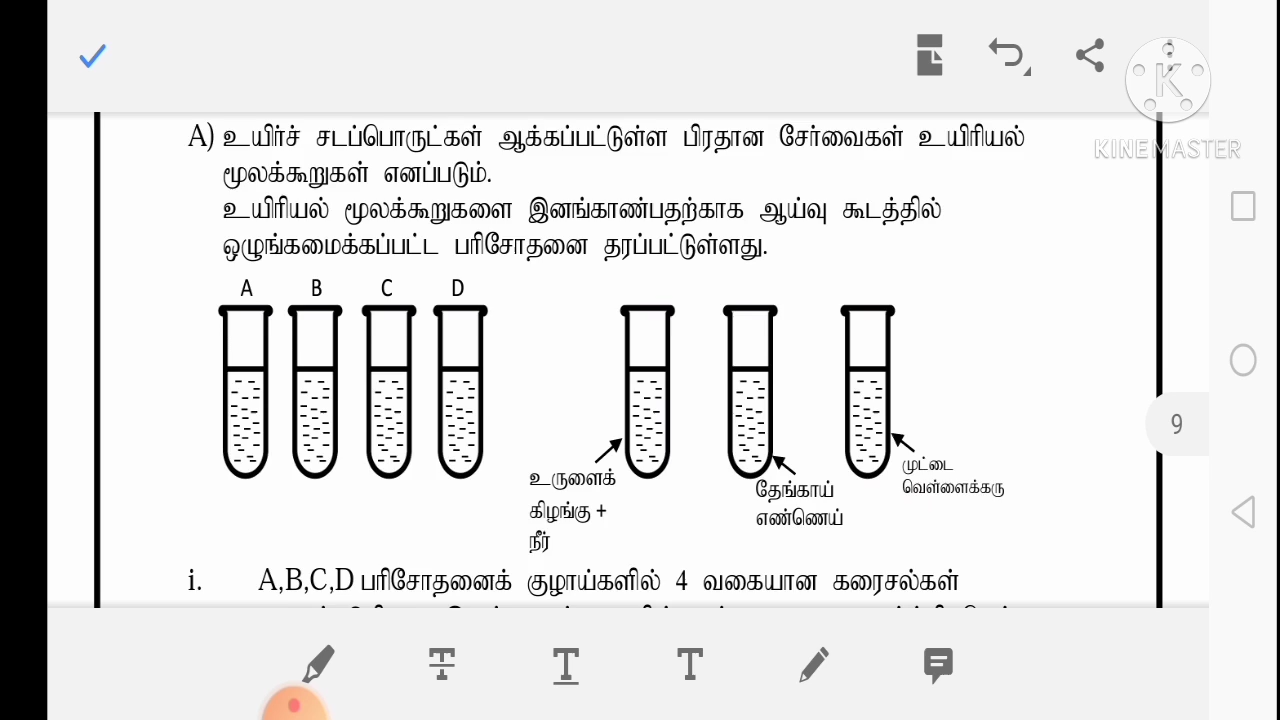 KINEMASTER
A) உயிர்ச் சடப்பொருட்கள் ஆக்கப்பட்டுள்ள பிரதான சேர்வைகள் உயிரியல்
மூலக்கூறுகள் எனப்படும்.
உயிரியல் மூலக்கூறுகளை இனங்காண்பதற்காக ஆய்வு கூடத்தில்
ஒழுங்கமைக்கப்பட்ட பரிசோதனை தரப்பட்டுள்ளது.
A B C D
உருளைக்
கிழங்கு +
நீர்
தேங்காய்
எண்ணெய்
முட்டை
வெள்ளைக்கரு
9
i. A,B,C,D பரிசோதனைக் குழாய்களில் 4 வகையான கரைசல்கள்